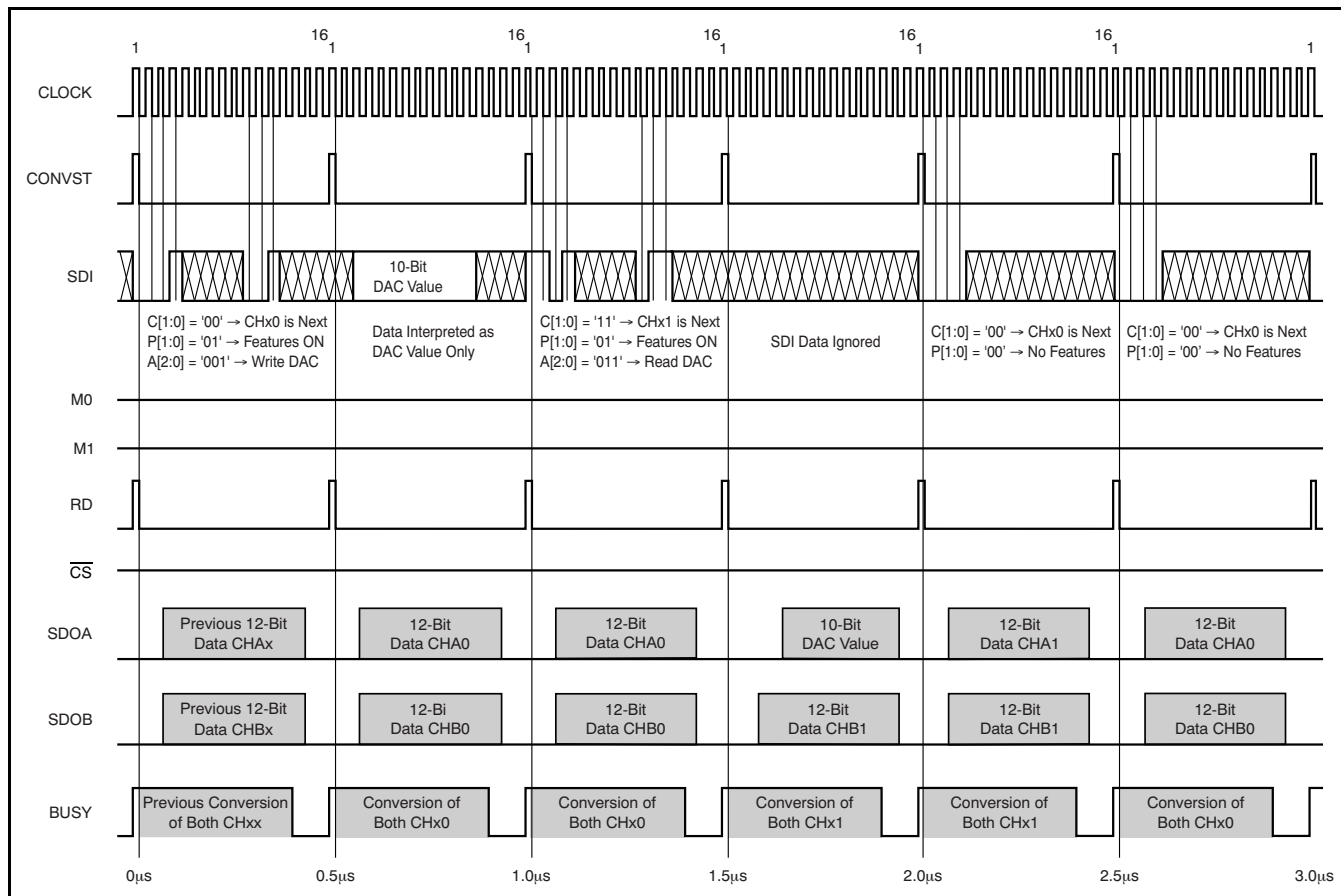 1 16 1 16 1 16 1 16 1 16 1 1
CLOCK
CONVST
SDI
10-Bit
DAC Value
C[1:0] = '00' → CHx0 is Next
P[1:0] = '01' → Features ON
A[2:0] = '001' → Write DAC
Data Interpreted as
DAC Value Only
C[1:0] = '11' → CHx1 is Next
P[1:0] = '01' → Features ON
A[2:0] = '011' → Read DAC
SDI Data Ignored
C[1:0] = '00' → CHx0 is Next
P[1:0] = '00' → No Features
C[1:0] = '00' → CHx0 is Next
P[1:0] = '00' → No Features
M0
M1
RD
CS
SDOA
Previous 12-Bit
Data CHAx
12-Bit
Data CHA0
12-Bit
Data CHA0
10-Bit
DAC Value
12-Bit
Data CHA1
12-Bit
Data CHA0
SDOB
Previous 12-Bit
Data CHBx
12-Bi
Data CHB0
12-Bit
Data CHB0
12-Bit
Data CHB1
12-Bit
Data CHB1
12-Bit
Data CHB0
BUSY
Previous Conversion
of Both CHxx
Conversion of
Both CHx0
Conversion of
Both CHx0
Conversion of
Both CHx1
Conversion of
Both CHx1
Conversion of
Both CHx0
0μs 0.5μs 1.0μs 1.5μs 2.0μs 2.5μs 3.0μs